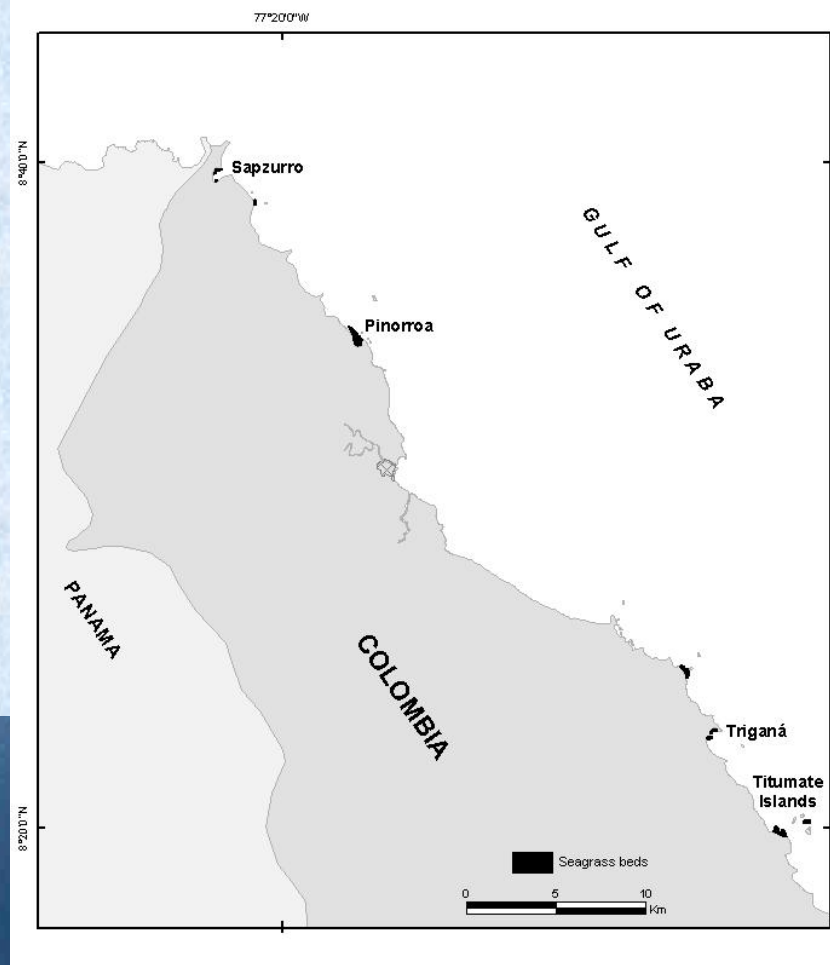 77°20'0"W
8°40'0"N
Sapzurro
GULF OF URABA
Pinorroa
PANAMA
COLOMBIA
Triganá
Titumate
Islands
8°20'0"N
Seagrass beds
0 5 10
Km